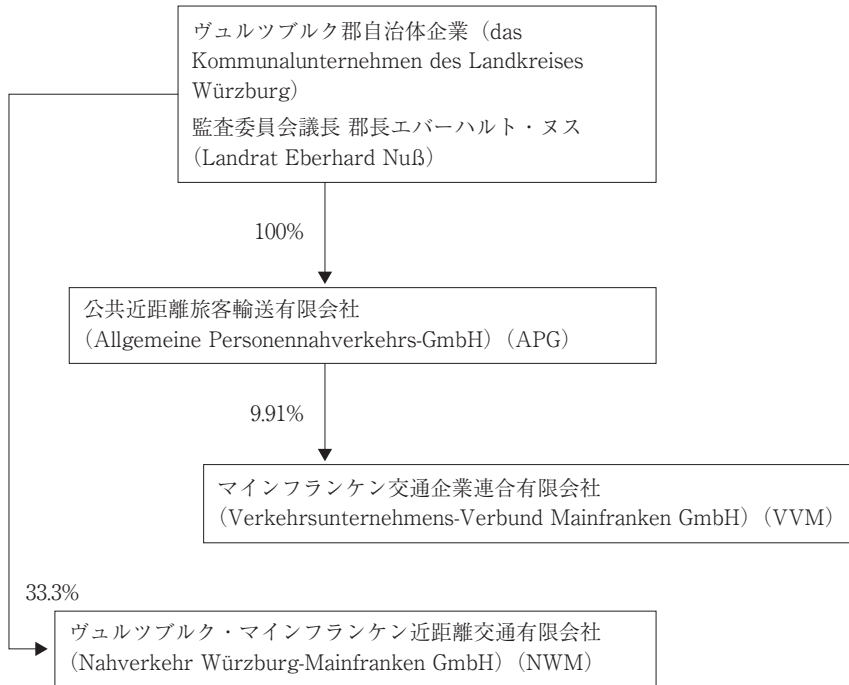 ヴュルツブルク郡自治体企業（das
Kommunalunternehmen des Landkreises
Würzburg）
監査委員会議長 郡長エバーハルト・ヌス
（Landrat Eberhard Nuß）
100%
公共近距離旅客輸送有限会社
（Allgemeine Personennahverkehrs-GmbH）（APG）
9.91%
マインフランケン交通企業連合有限会社
（Verkehrsunternehmens-Verbund Mainfranken GmbH）（VVM）
33.3%
ヴュルツブルク・マインフランケン近距離交通有限会社
（Nahverkehr Würzburg-Mainfranken GmbH）（NWM）